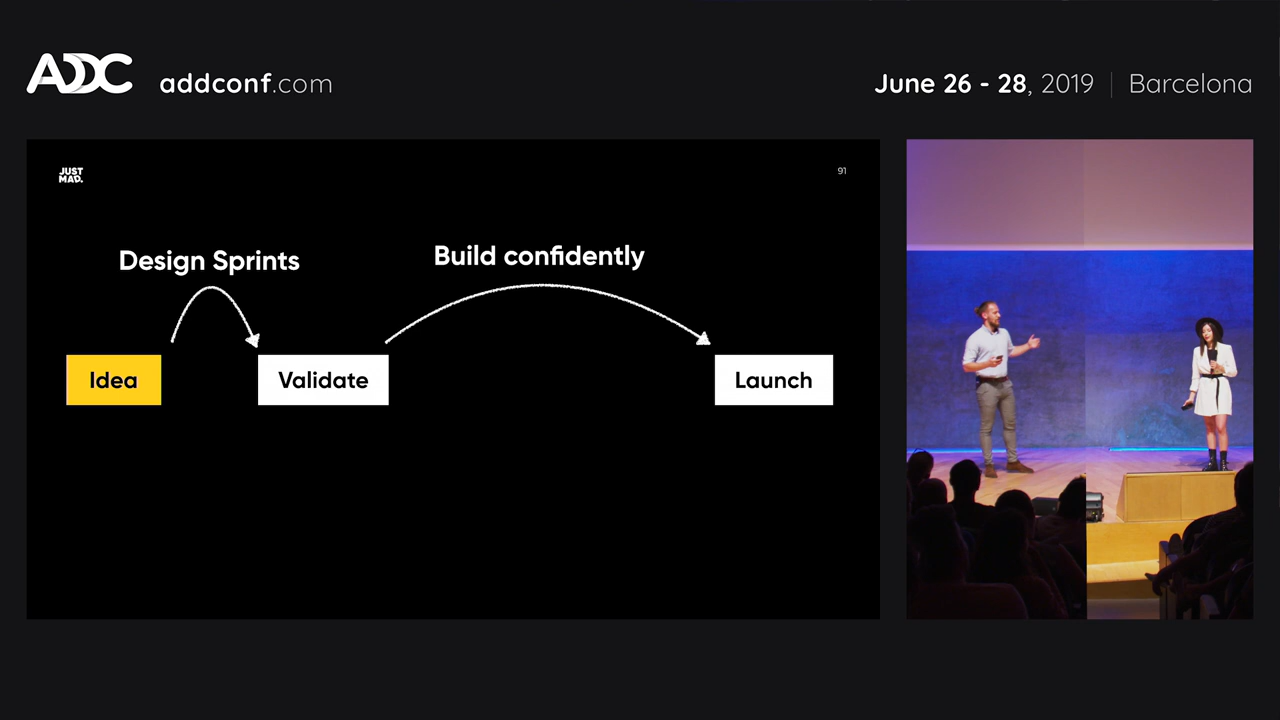 ADDC
addconf.com
June 26 - 28, 2019 | Barcelona
JUST
MAD.
91
Design Sprints
Build confidently
Idea
Validate
Launch